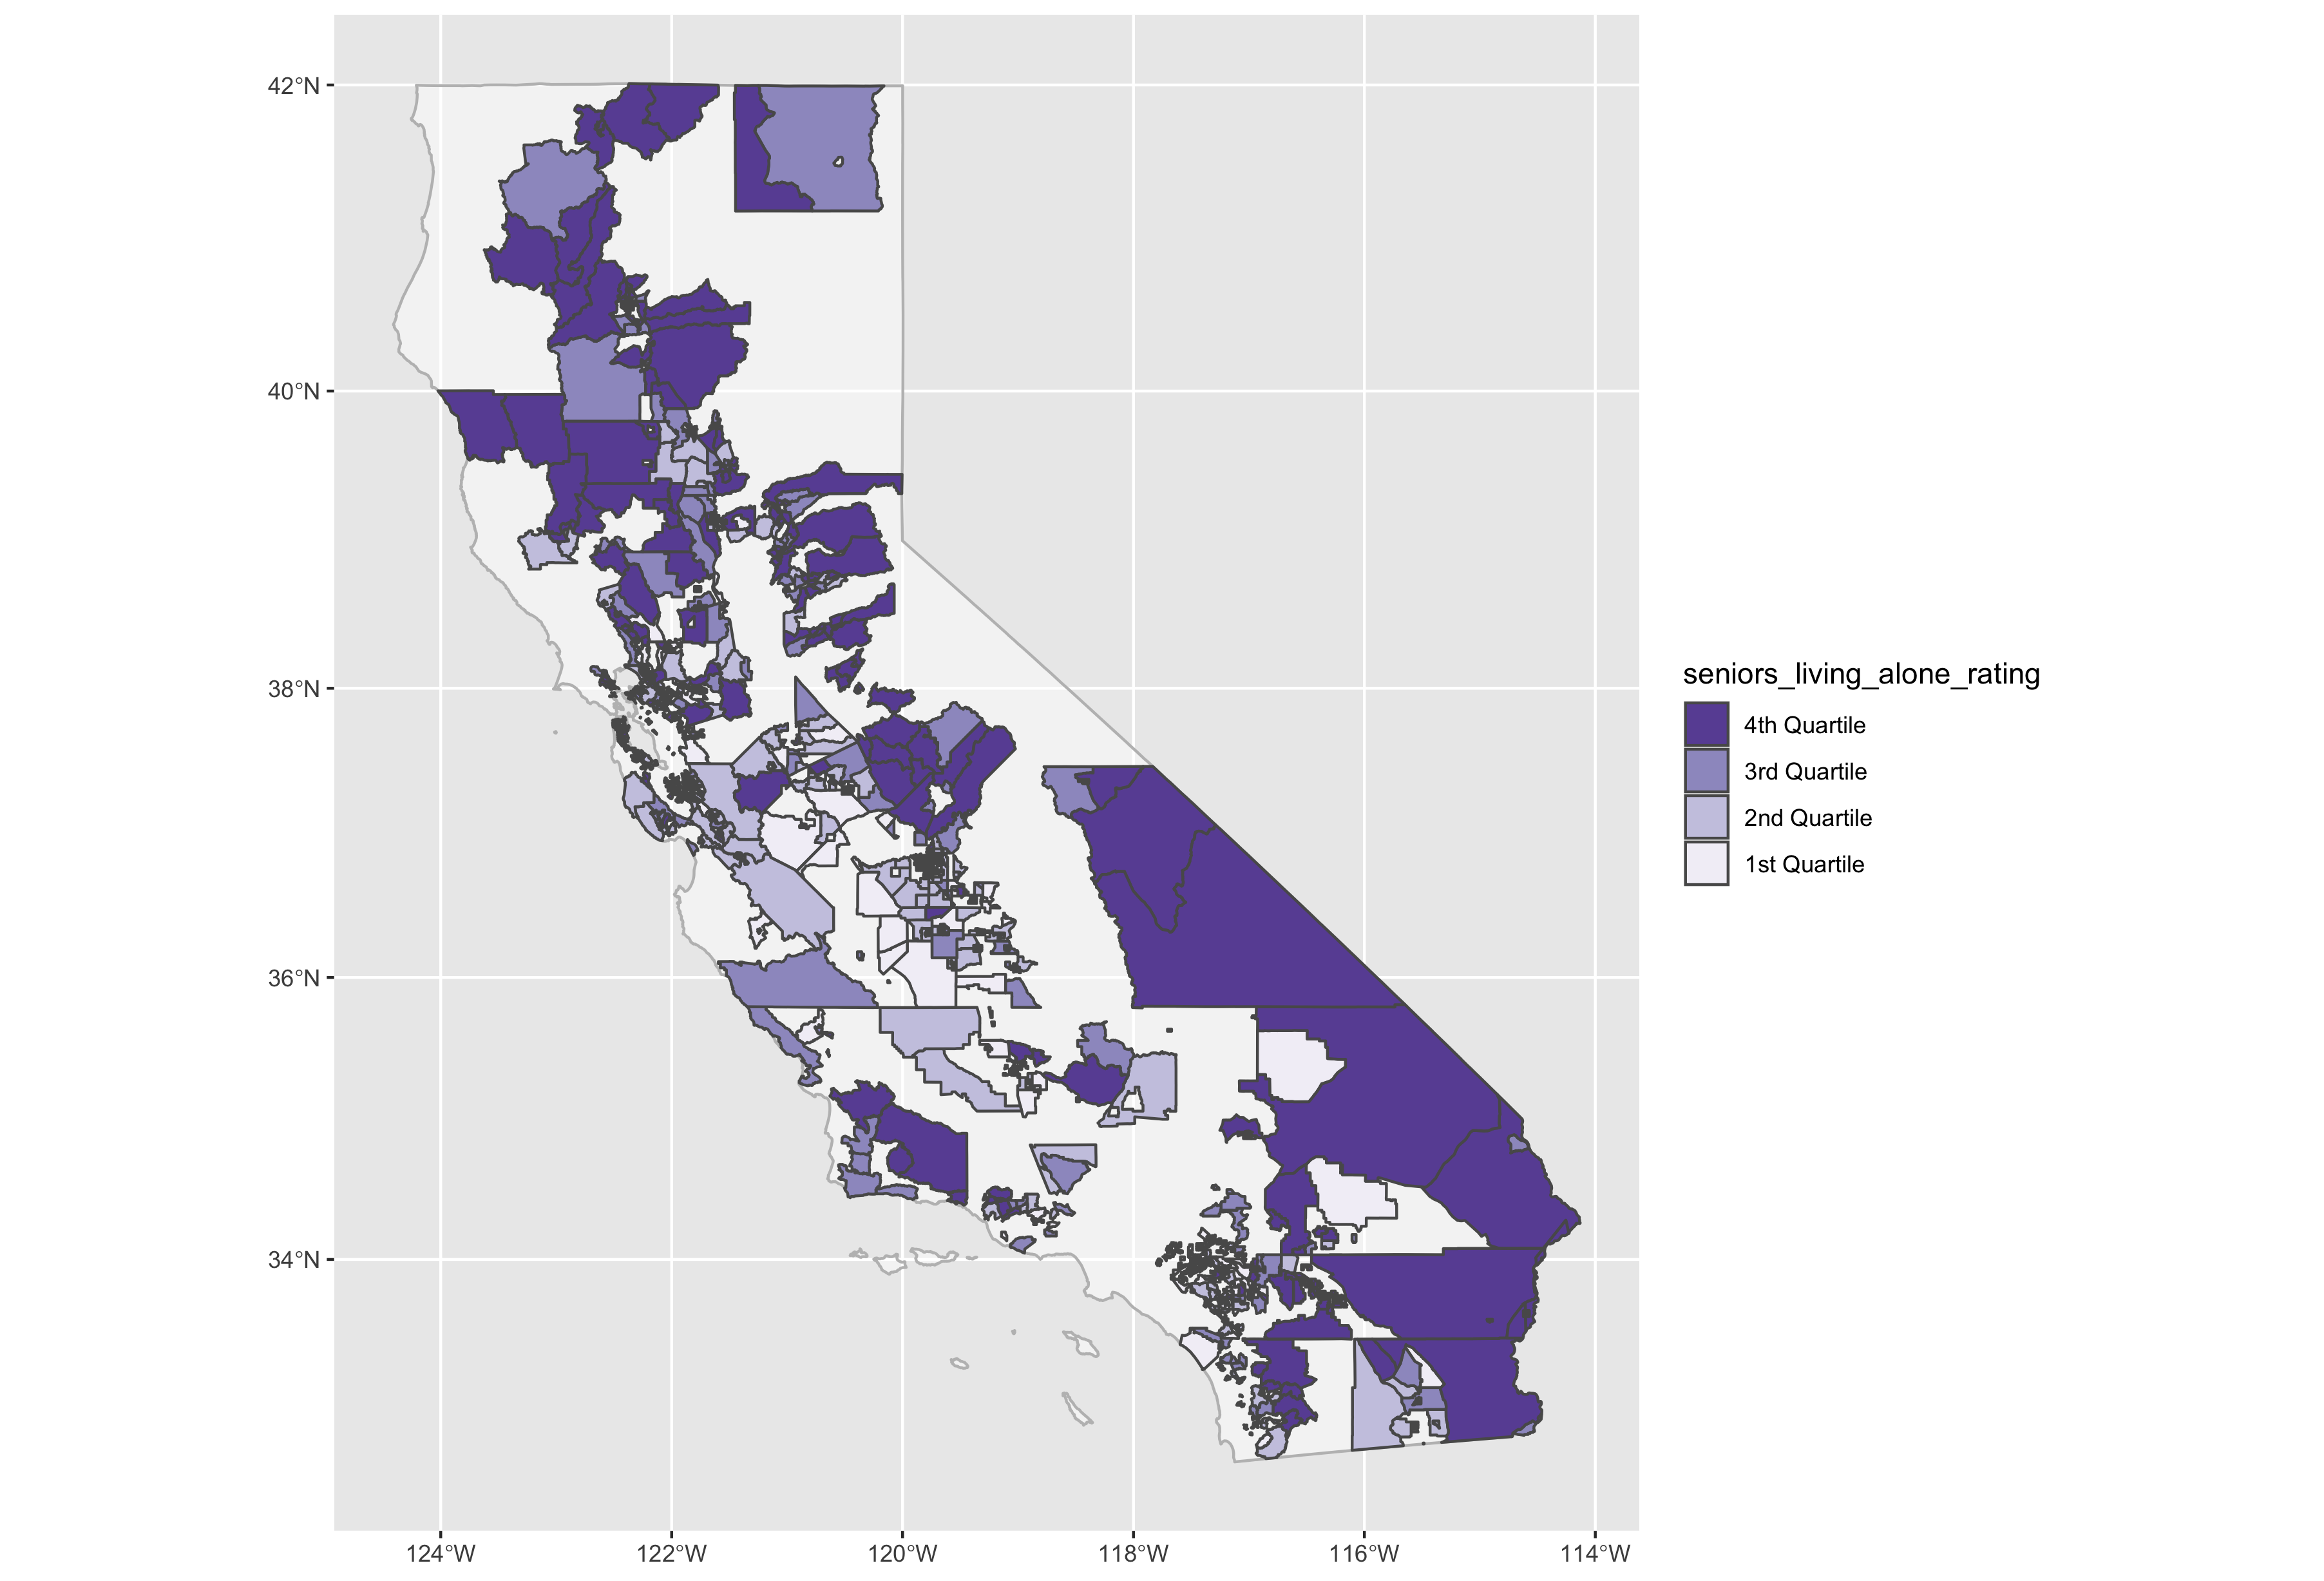 42°N
40°N
38°N
36°N
34°N
124°W
122°W
120°W
118°W
116°W
114°W
seniors_living_alone_rating
4th Quartile
3rd Quartile
2nd Quartile
1st Quartile